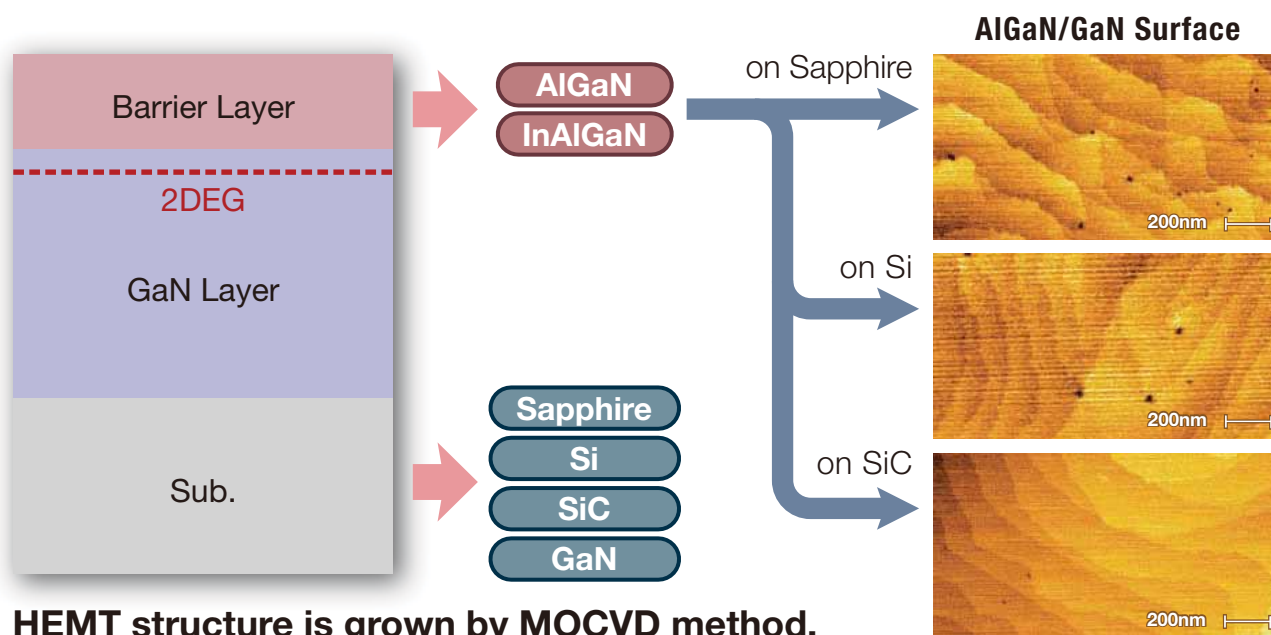 AlGaN/GaN Surface
Barrier Layer
2DEG
GaN Layer
Sub.
AlGaN
InAlGaN
Sapphire
Si
SiC
GaN
on Sapphire
on Si
on SiC
200nm
200nm
200nm
HEMT structure is grown by MOCVD method.